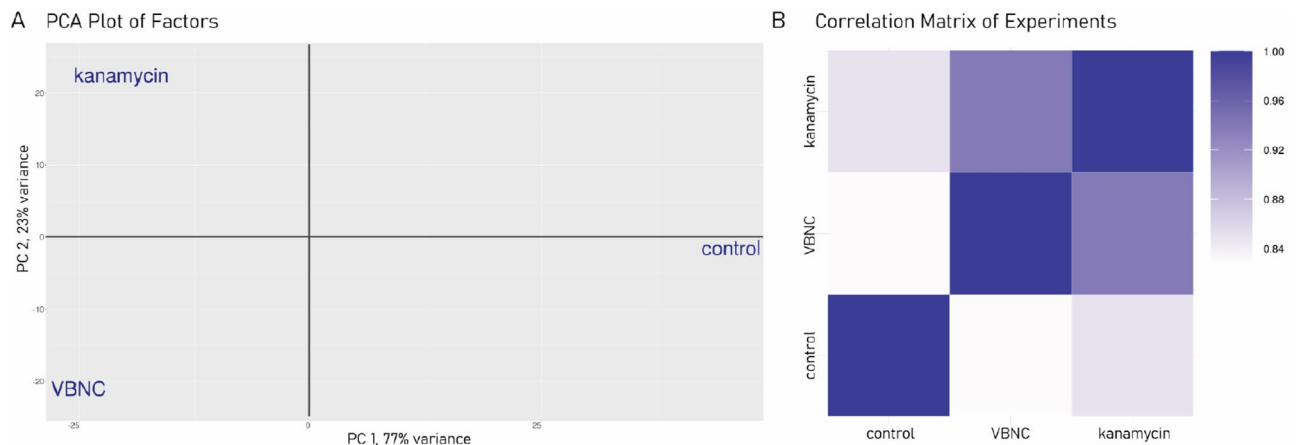 A PCA Plot of Factors
kanamycin
control
VBNC
PC 2, 23% variance
20
10
0
-10
-20
-25
0
25
PC 1, 77% variance
B Correlation Matrix of Experiments
kanamycin
VBNC
control
control
VBNC
kanamycin
1.00
0.96
0.92
0.88
0.84